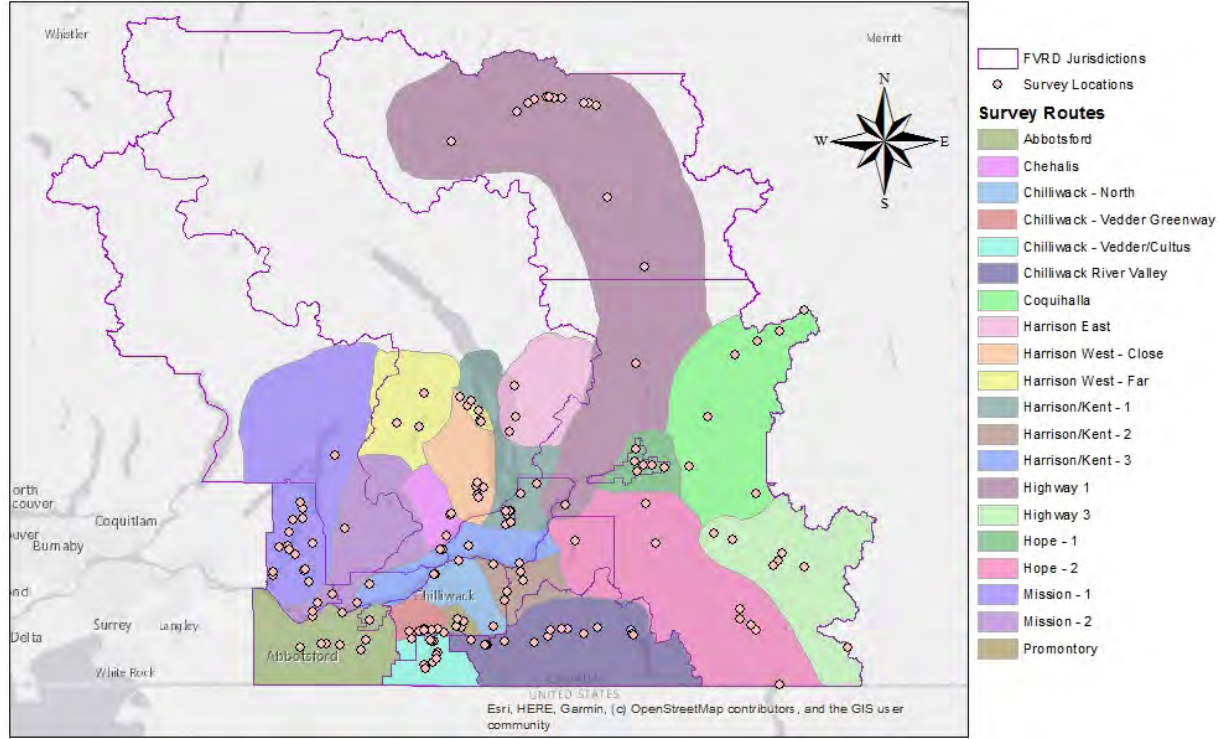 Whistler
Merritt
N
W
E
S
orth
couver
Coquitlam
ouver
Burnaby
nd
Delta
Surrey
Langley
White Rock
Chilliwack
Abbotsford
UNITED STATES
Esri, HERE, Garmin, (c) OpenStreetMap contributors, and the GIS user
community
FVRD Jurisdictions
Survey Locations
Survey Routes
Abbotsford
Chehalis
Chilliwack - North
Chilliwack - Vedder Greenway
Chilliwack - Vedder/Cultus
Chilliwack River Valley
Coquihalla
Harrison East
Harrison West - Close
Harrison West - Far
Harrison/Kent - 1
Harrison/Kent - 2
Harrison/Kent - 3
Highway 1
Highway 3
Hope - 1
Hope - 2
Mission - 1
Mission - 2
Promontory